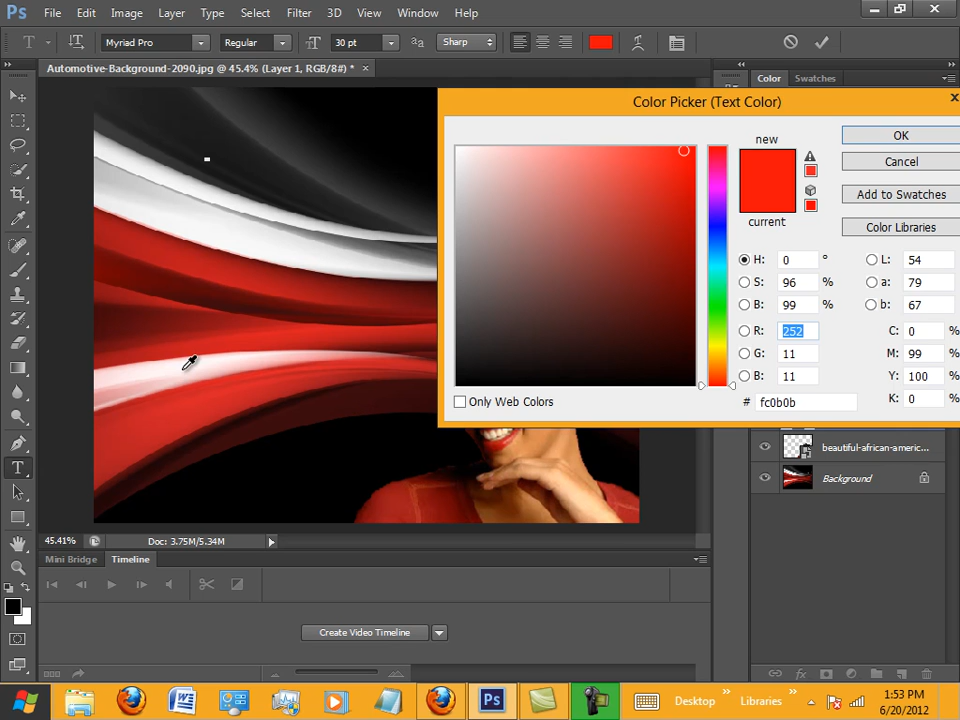 Ps File Edit Image Layer Type Select Filter 3D View Window Help
T Myriad Pro Regular 30 pt Sharp
Automotive-Background-2090.jpg @ 45.4% (Layer 1, RGB/8#) * ×
Color Swatches
Color Picker (Text Color)
new
current
OK
Cancel
Add to Swatches
Color Libraries
H: 0 ° L: 54
S: 96 % a: 79
B: 99 % b: 67
R: 252 C: 0 %
G: 11 M: 99 %
B: 11 Y: 100 %
Only Web Colors # fc0b0b K: 0 %
beautiful-african-americ...
Background
45.41% Doc: 3.75M/5.34M
Mini Bridge Timeline
Create Video Timeline
Ps Desktop Libraries 1:53 PM
6/20/2012